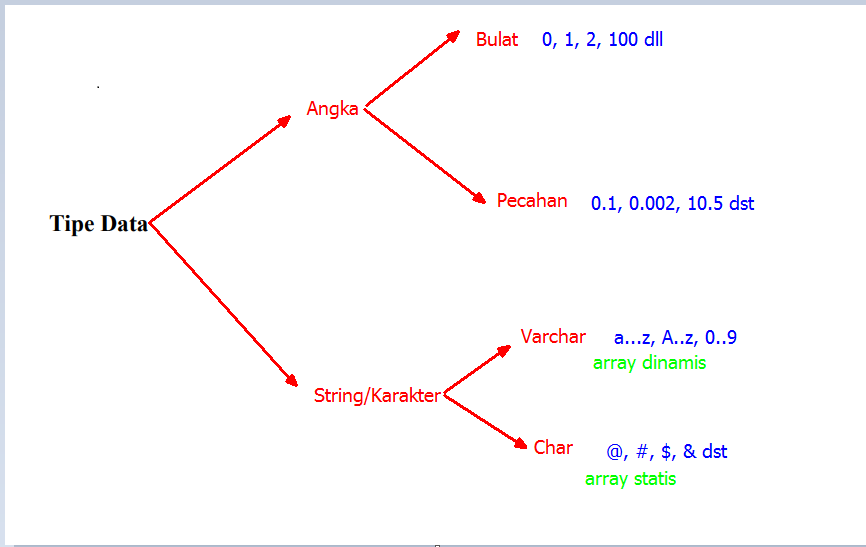 Bulat 0, 1, 2, 100 dll
Angka
Pecahan 0.1, 0.002, 10.5 dst
Tipe Data
Varchar a...z, A..z, 0..9
array dinamis
String/Karakter
Char @, #, $, & dst
array statis